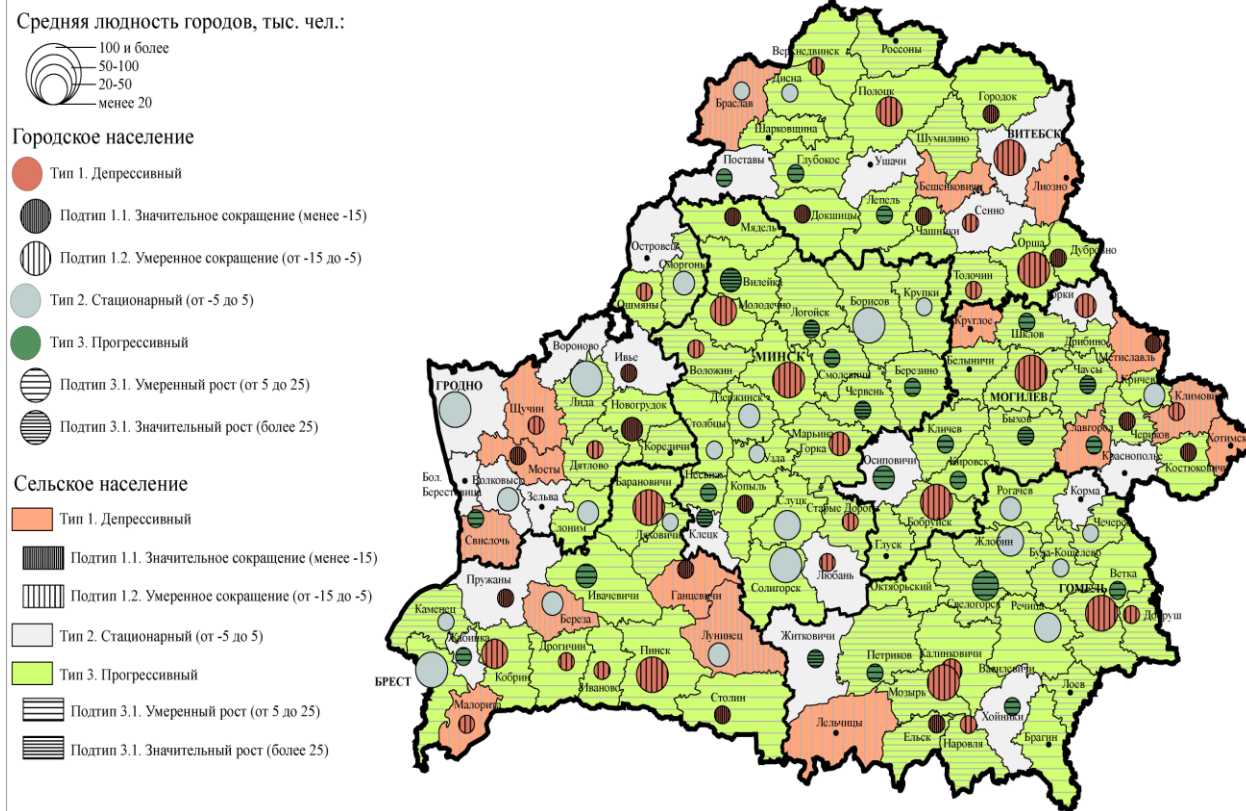 Средняя людность городов, тыс. чел.:
100 и более
50-100
20-50
менее 20
Городское население
Тип 1. Депрессивный
Подтип 1.1. Значительное сокращение (менее -15)
Подтип 1.2. Умеренное сокращение (от -15 до -5)
Тип 2. Стационарный (от -5 до 5)
Тип 3. Прогрессивный
Подтип 3.1. Умеренный рост (от 5 до 25)
Подтип 3.1. Значительный рост (более 25)
Сельское население
Тип 1. Депрессивный
Подтип 1.1. Значительное сокращение (менее -15)
Подтип 1.2. Умеренное сокращение (от -15 до -5)
Тип 2. Стационарный (от -5 до 5)
Тип 3. Прогрессивный
Подтип 3.1. Умеренный рост (от 5 до 25)
Подтип 3.1. Значительный рост (более 25)
Россоны
Верхнедвинск
Дисна
Браслав
Полоцк
Городок
Шарковщина
Шумилино
ВИТЕБСК
Поставы
Глубокое
Ушачи
Бешенковичи
Лиозно
Лепель
Сенно
Докшицы
Чашники
Мядель
Островец
Орша
Дубровно
Сморгонь
Толочин
Вилейка
Ошмяны
Молодечно
Борисов
Крупки
Горки
Логойск
Круглое
Шклов
Дрибино
Вороново
Ивье
МИНСК
Мстиславль
Воложин
Смолевичи
Белыничи
ГРОДНО
Березино
Чаусы
Кричев
Щучин
Лида
Червень
МОГИЛЕВ
Климовичи
Новогрудок
Дзержинск
Столбцы
Быхов
Славгород
Чериков
Хотимск
Кореличи
Марьина
Горка
Кличев
Узда
Краснополье
Костюковичи
Мосты
Дятлово
Осиповичи
Кировск
Бол.
Берестовица
Волковыск
Барановичи
Несвиж
Копыль
Зельва
Слуцк
Старые Дороги
Бобруйск
Рогачев
Корма
Слоним
Ляховичи
Клецк
Чечерск
Свислочь
Глуск
Жлобин
Буда-Кошелево
Любань
Пружаны
Ивачевичи
Ганцевичи
Солигорск
Октябрьский
Светлогорск
ГОМЕЛЬ
Ветка
Речица
Добруш
Каменец
Береза
Лунинец
Житковичи
Жабинка
Дрогичин
Пинск
Петриков
Калинковичи
Василевичи
БРЕСТ
Кобрин
Иваново
Мозырь
Лоев
Малорита
Столин
Лельчицы
Хойники
Ельск
Наровля
Брагин